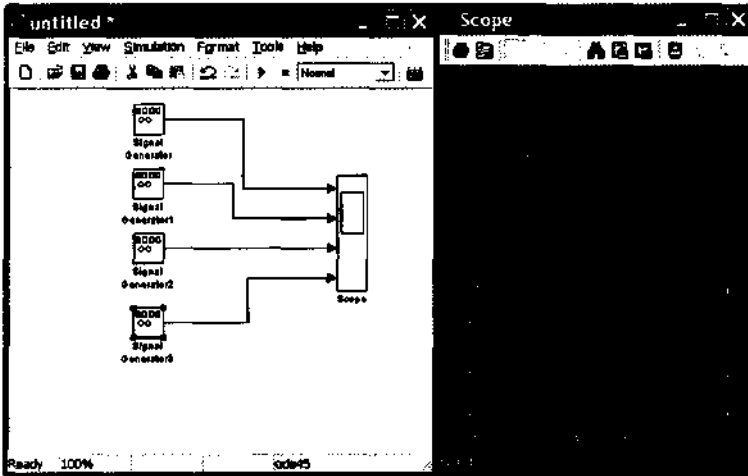 untitled *
File Edit View Simulation Format Tools Help
Normal
Signal
Generator
Signal
Generator1
Signal
Generator2
Signal
Generator3
Scope
Ready 100% ode45
Scope